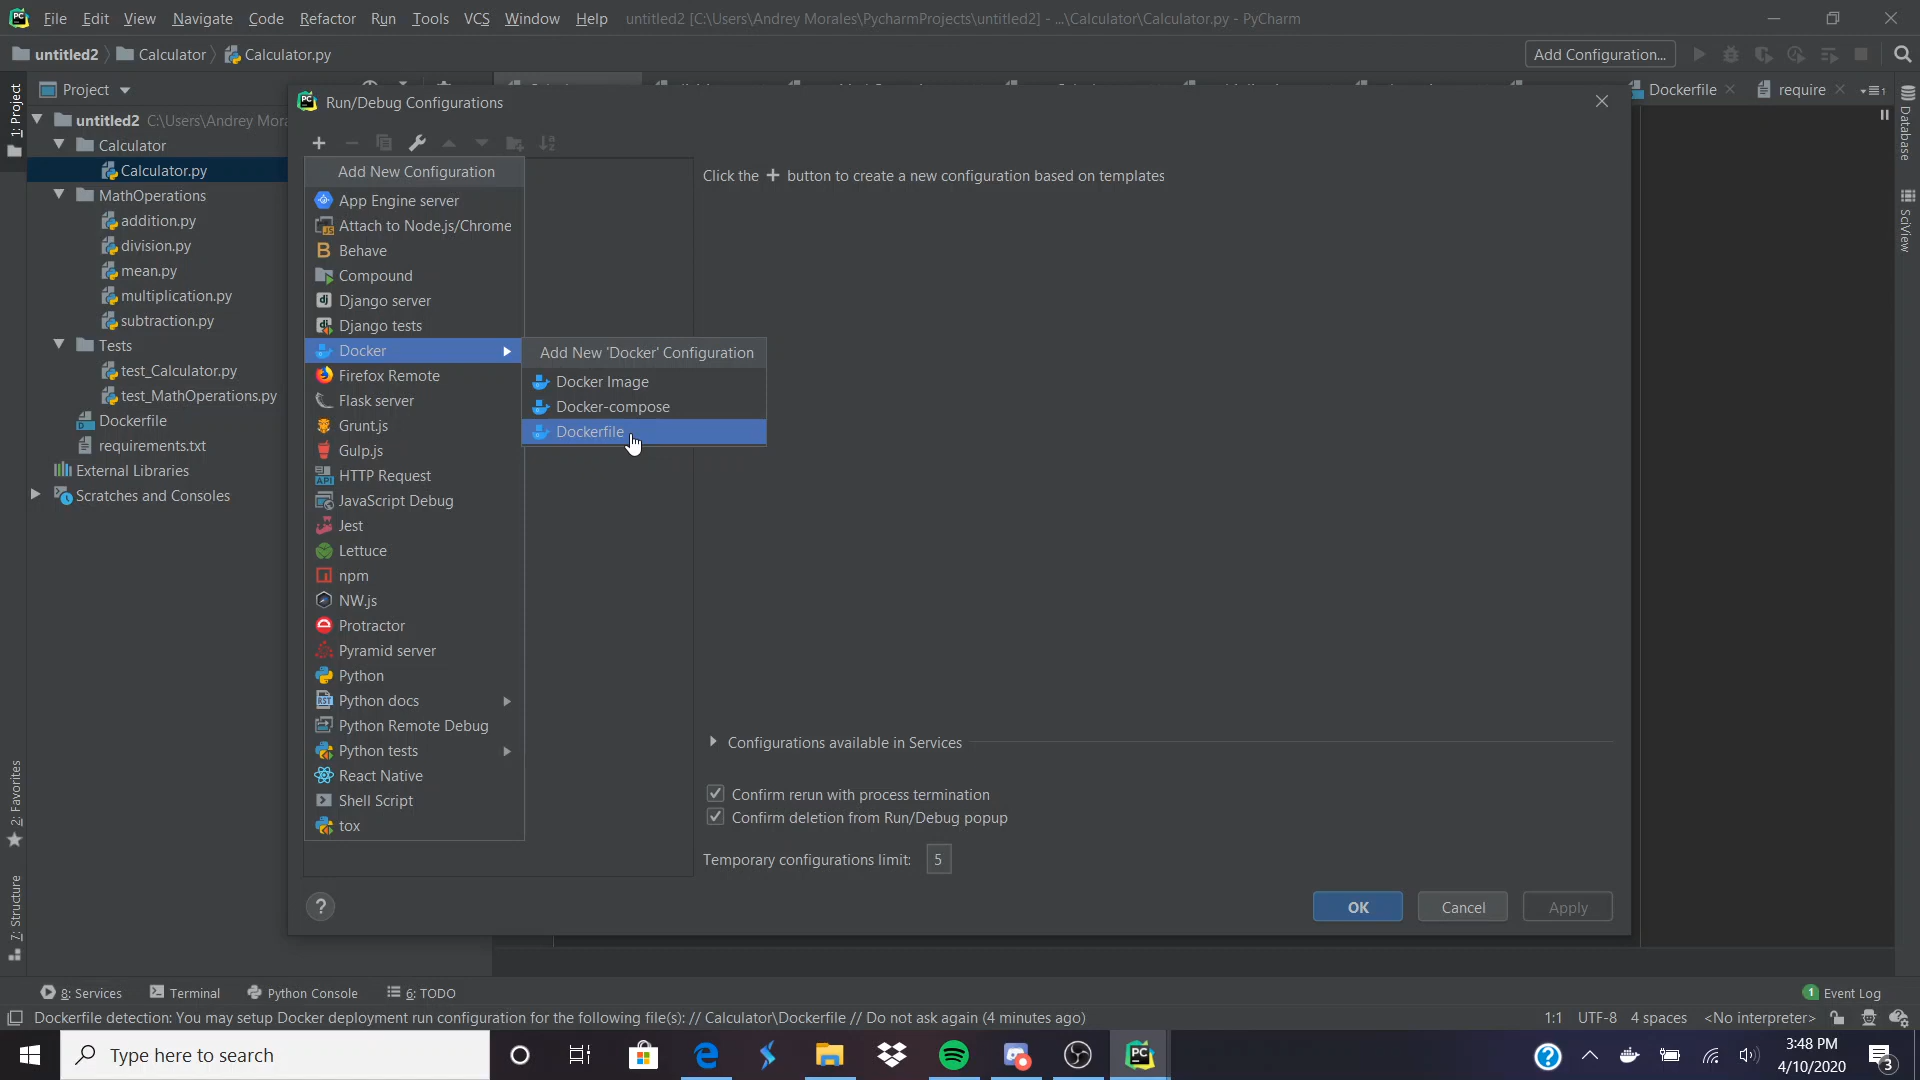 File Edit View Navigate Code Refactor Run Tools VCS Window Help untitled2 [C:\Users\Andrey Morales\PycharmProjects\untitled2] - ...\Calculator\Calculator.py - PyCharm
untitled2 Calculator Calculator.py Add Configuration...
Project
Dockerfile require
1: Project
Database
SciView
2: Favorites
7: Structure
untitled2 C:\Users\Andrey Mor
Calculator
Calculator.py
MathOperations
addition.py
division.py
mean.py
multiplication.py
subtraction.py
Tests
test_Calculator.py
test_MathOperations.py
Dockerfile
requirements.txt
External Libraries
Scratches and Consoles
Run/Debug Configurations
Add New Configuration
App Engine server
Attach to Node.js/Chrome
Behave
Compound
Django server
Django tests
Docker
Firefox Remote
Flask server
Grunt.js
Gulp.js
HTTP Request
JavaScript Debug
Jest
Lettuce
npm
NW.js
Protractor
Pyramid server
Python
Python docs
Python Remote Debug
Python tests
React Native
Shell Script
tox
Add New 'Docker' Configuration
Docker Image
Docker-compose
Dockerfile
Click the + button to create a new configuration based on templates
Configurations available in Services
Confirm rerun with process termination
Confirm deletion from Run/Debug popup
Temporary configurations limit: 5
OK Cancel Apply
8: Services Terminal Python Console 6: TODO 1 Event Log
Dockerfile detection: You may setup Docker deployment run configuration for the following file(s): // Calculator\Dockerfile // Do not ask again (4 minutes ago) 1:1 UTF-8 4 spaces <No interpreter>
Type here to search
3:48 PM
4/10/2020
3